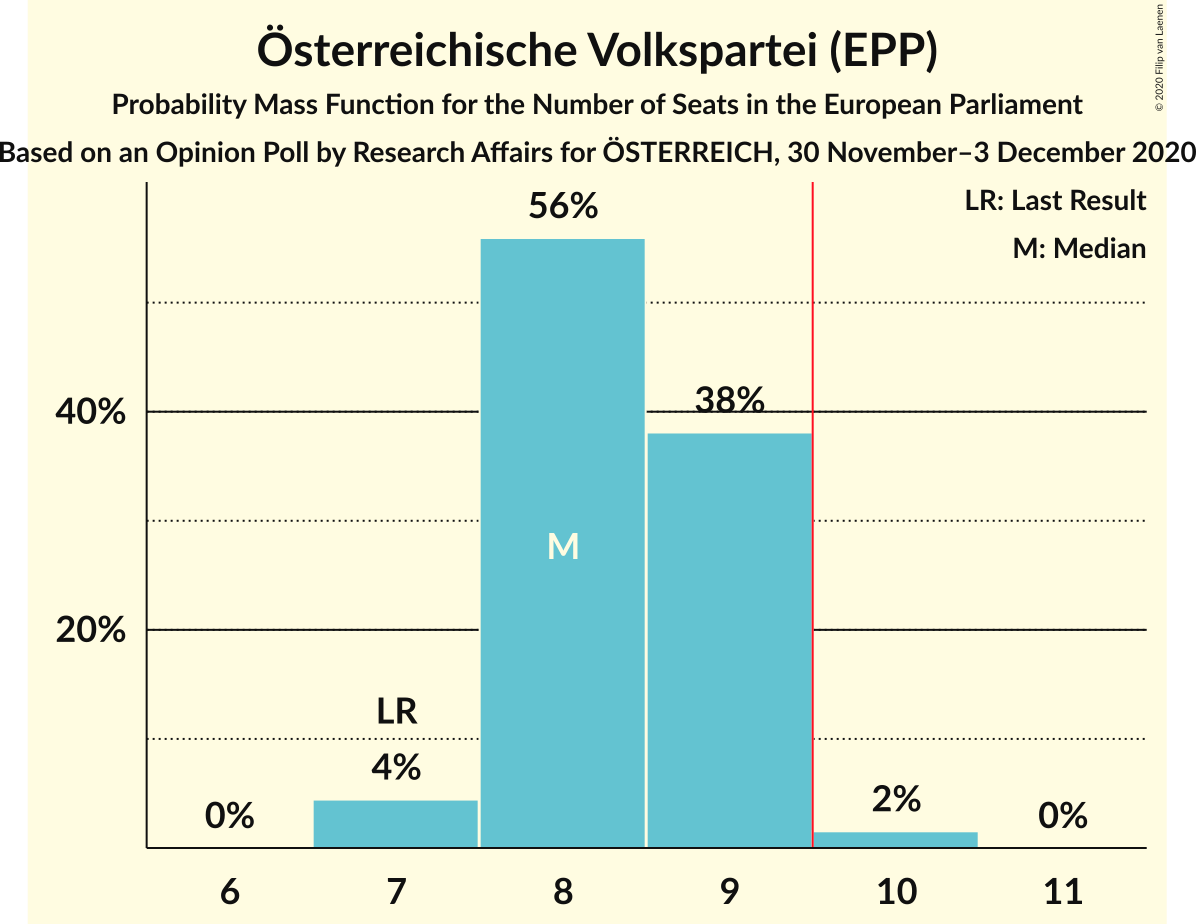 Österreichische Volkspartei (EPP)
Probability Mass Function for the Number of Seats in the European Parliament
Based on an Opinion Poll by Research Affairs for ÖSTERREICH, 30 November–3 December 2020
© 2020 Filip van Laenen
LR: Last Result
M: Median
56%
40%
38%
M
20%
LR
4%
0%
2%
0%
6 7 8 9 10 11